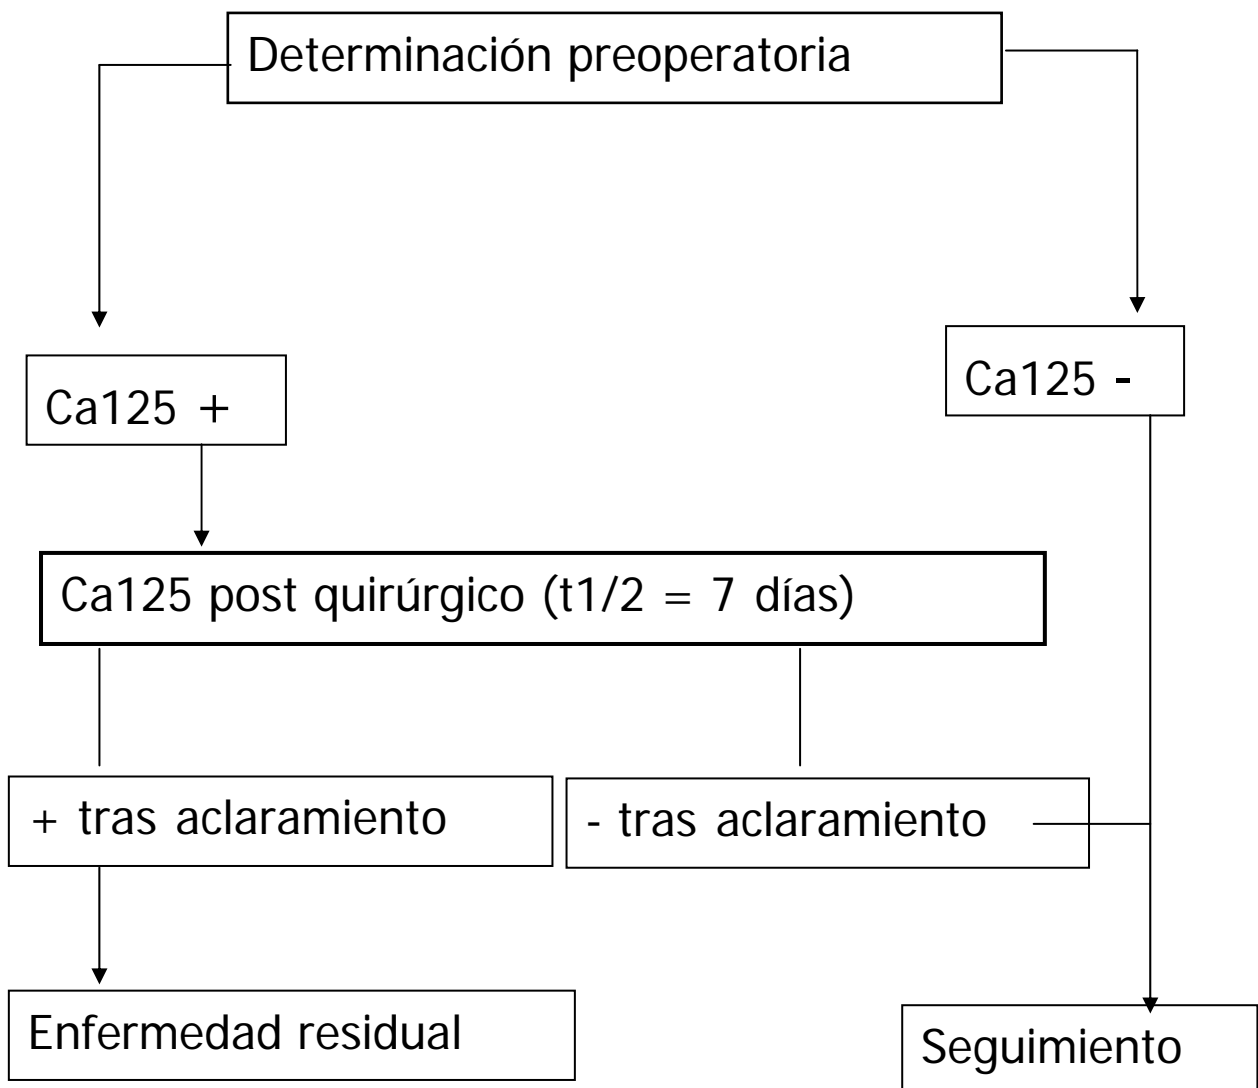 Determinación preoperatoria
Ca125 +
Ca125 -
Ca125 post quirúrgico (t1/2 = 7 días)
+ tras aclaramiento
- tras aclaramiento
Enfermedad residual
Seguimiento